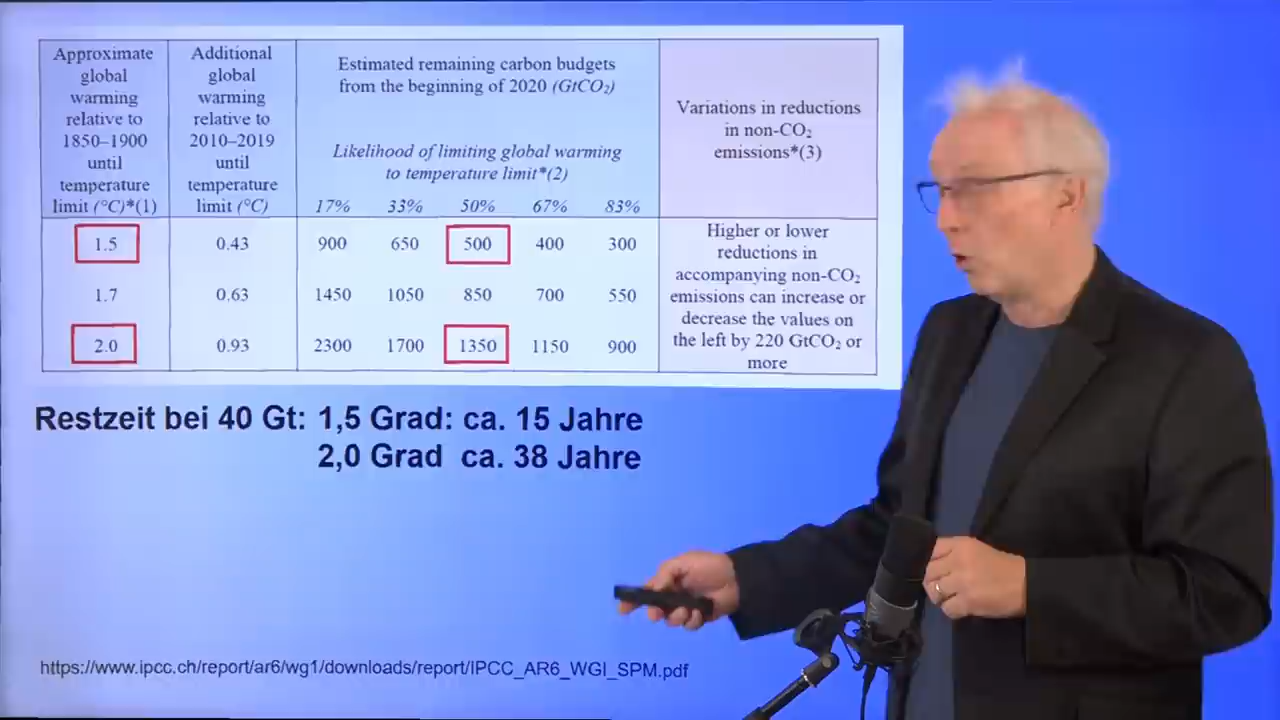 Approximate
global
warming
relative to
1850–1900
until
temperature
limit (°C)*(1)
Additional
global
warming
relative to
2010–2019
until
temperature
limit (°C)
Estimated remaining carbon budgets
from the beginning of 2020 (GtCO₂)
Likelihood of limiting global warming
to temperature limit*(2)
17% 33% 50% 67% 83%
Variations in reductions
in non-CO₂
emissions*(3)
1.5 0.43 900 650 500 400 300
1.7 0.63 1450 1050 850 700 550
2.0 0.93 2300 1700 1350 1150 900
Higher or lower
reductions in
accompanying non-CO₂
emissions can increase or
decrease the values on
the left by 220 GtCO₂ or
more
Restzeit bei 40 Gt: 1,5 Grad: ca. 15 Jahre
2,0 Grad ca. 38 Jahre
https://www.ipcc.ch/report/ar6/wg1/downloads/report/IPCC_AR6_WGI_SPM.pdf